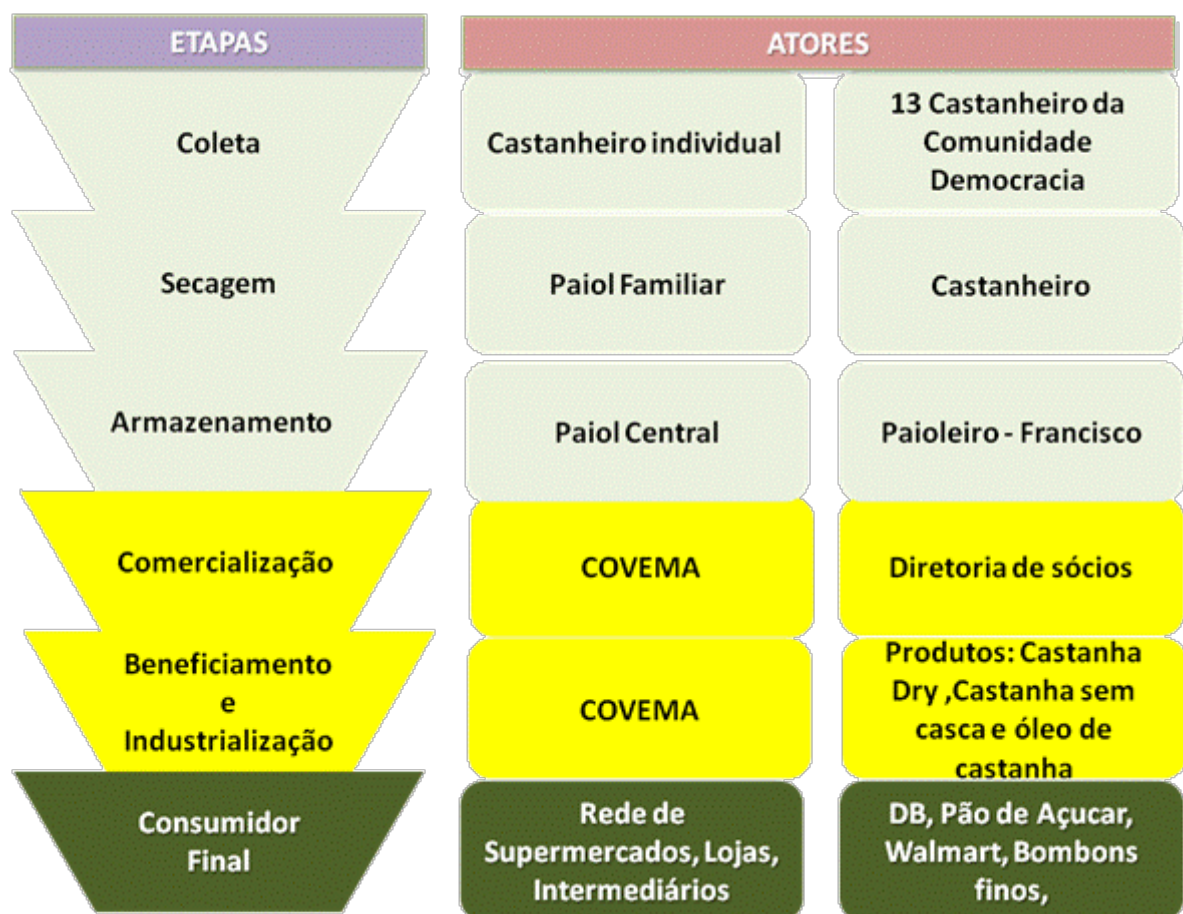 ETAPAS
ATORES
Coleta
Castanheiro individual
13 Castanheiro da
Comunidade
Democracia
Secagem
Paiol Familiar
Castanheiro
Armazenamento
Paiol Central
Paioleiro - Francisco
Comercialização
COVEMA
Diretoria de sócios
Beneficiamento
e
Industrialização
COVEMA
Produtos: Castanha
Dry ,Castanha sem
casca e óleo de
castanha
Consumidor
Final
Rede de
Supermercados, Lojas,
Intermediários
DB, Pão de Açucar,
Walmart, Bombons
finos,